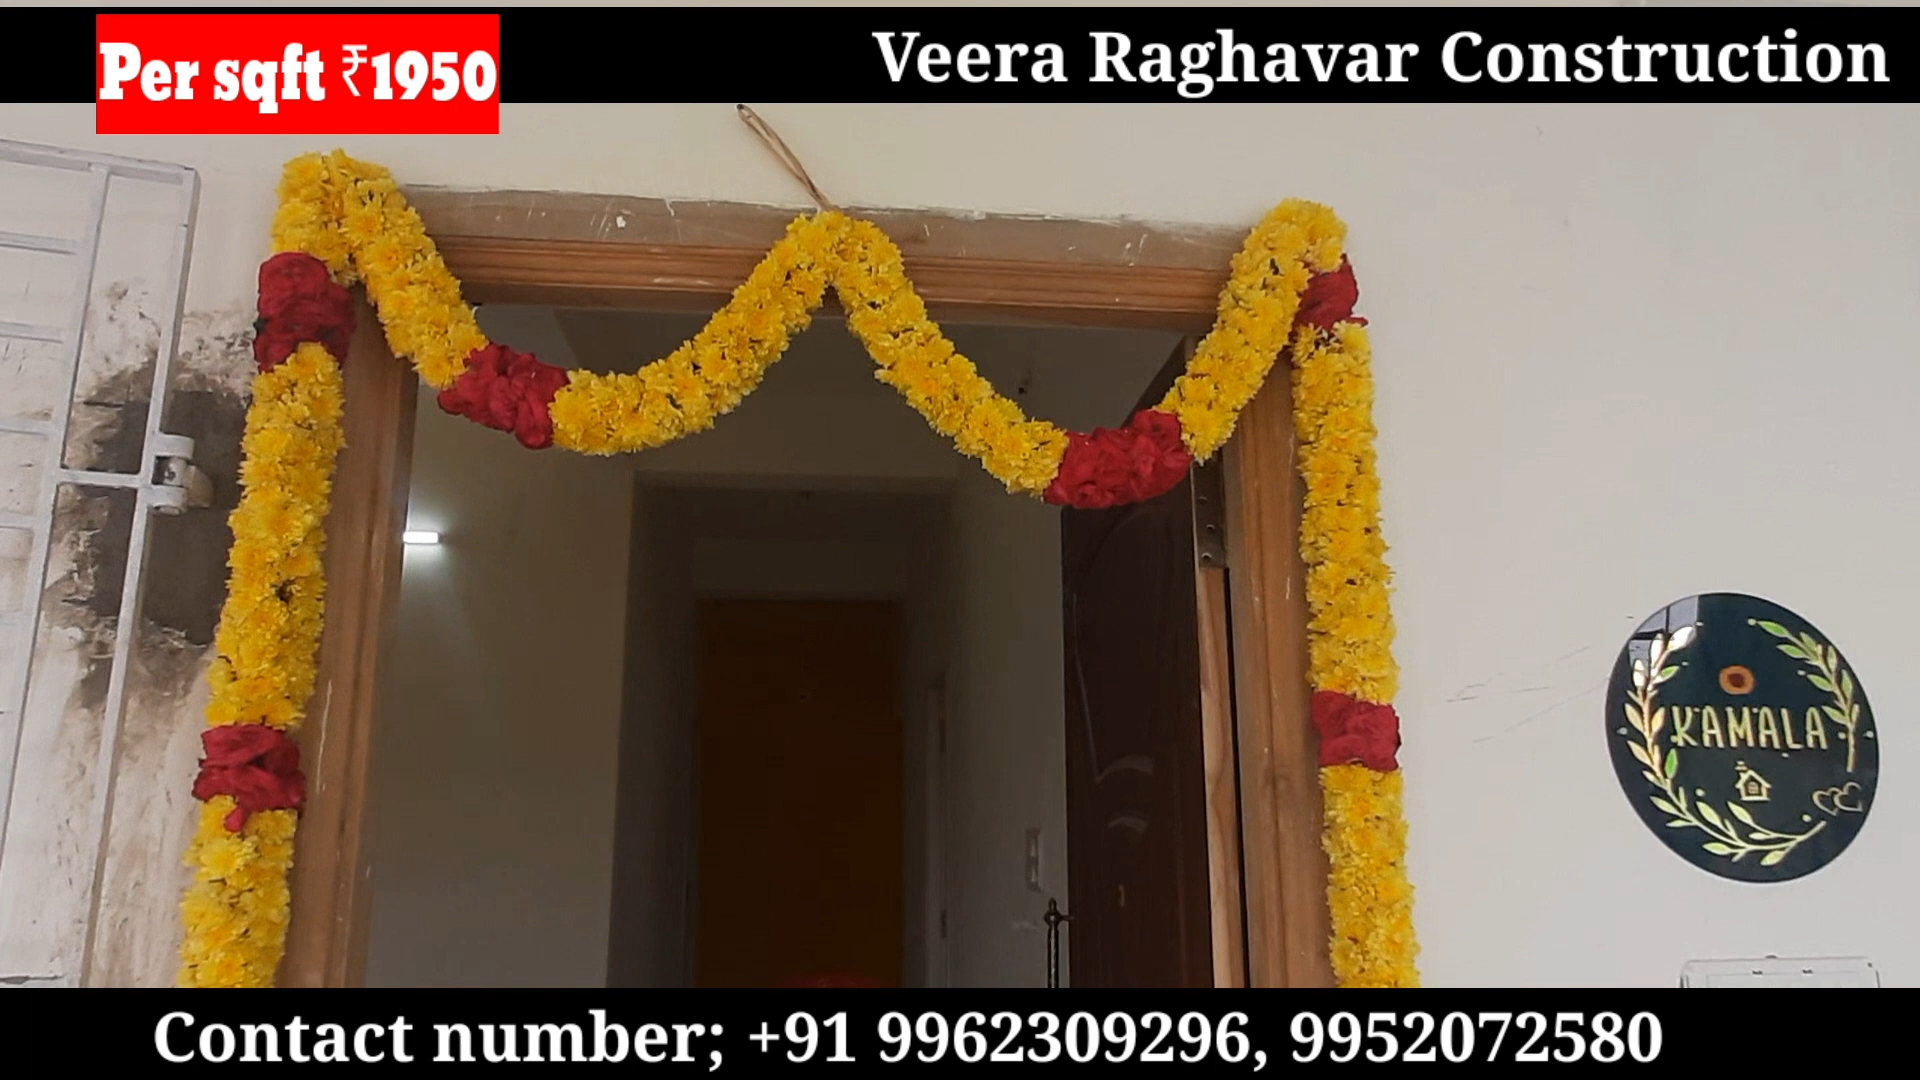 Per sqft ₹1950
Veera Raghavar Construction
KAMALA
Contact number; +91 9962309296, 9952072580